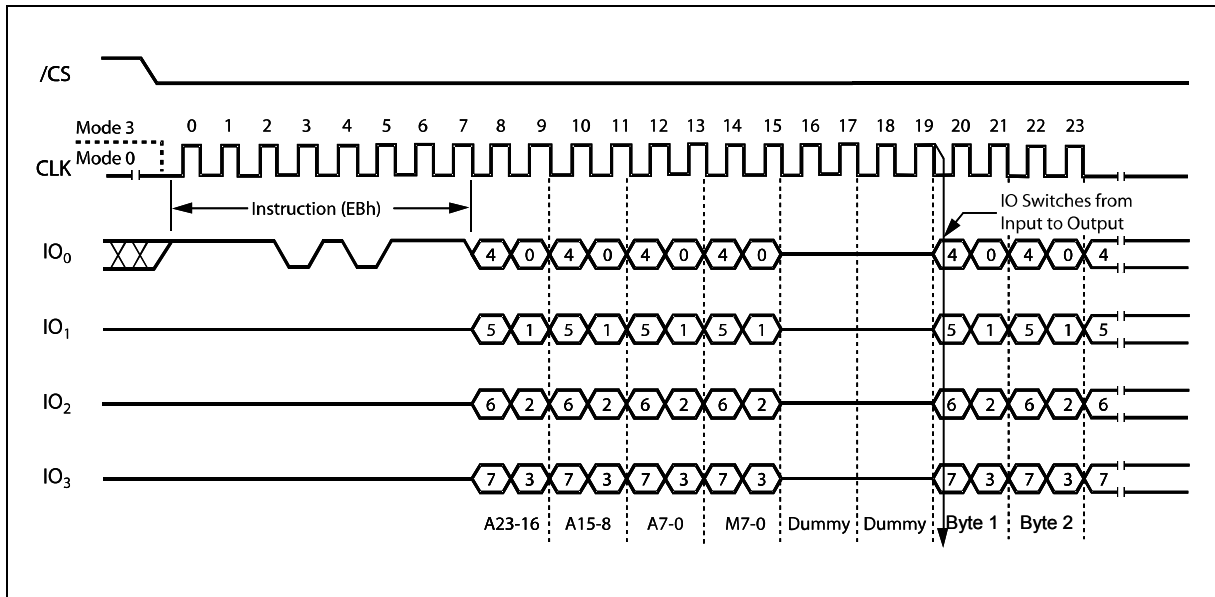 /CS
Mode 3
0 1 2 3 4 5 6 7 8 9 10 11 12 13 14 15 16 17 18 19 20 21 22 23
CLK
Mode 0
Instruction (EBh)
IO Switches from
Input to Output
IO0
4 0 4 0 4 0 4 0 4 0 4 0 4
IO1
5 1 5 1 5 1 5 1 5 1 5 1 5
IO2
6 2 6 2 6 2 6 2 6 2 6 2 6
IO3
7 3 7 3 7 3 7 3 7 3 7 3 7
A23-16 A15-8 A7-0 M7-0 Dummy Dummy Byte 1 Byte 2